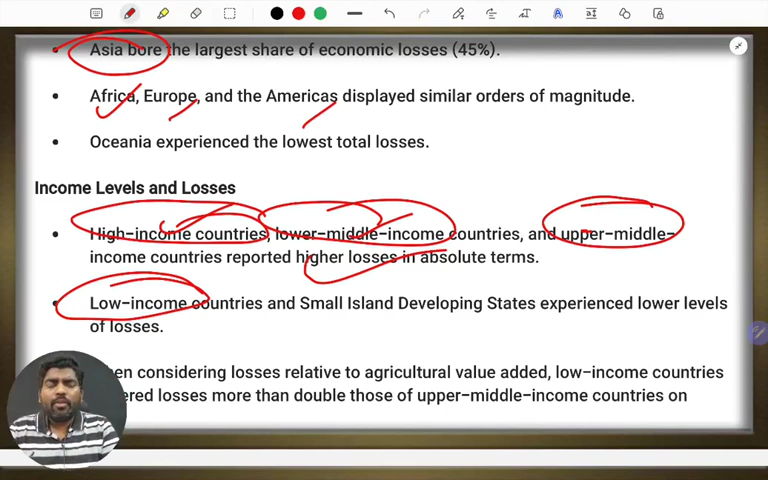 Asia bore the largest share of economic losses (45%).
Africa, Europe, and the Americas displayed similar orders of magnitude.
Oceania experienced the lowest total losses.
Income Levels and Losses
High-income countries, lower-middle-income countries, and upper-middle-
income countries reported higher losses in absolute terms.
Low-income countries and Small Island Developing States experienced lower levels
of losses.
considering losses relative to agricultural value added, low-income countries
losses more than double those of upper-middle-income countries on